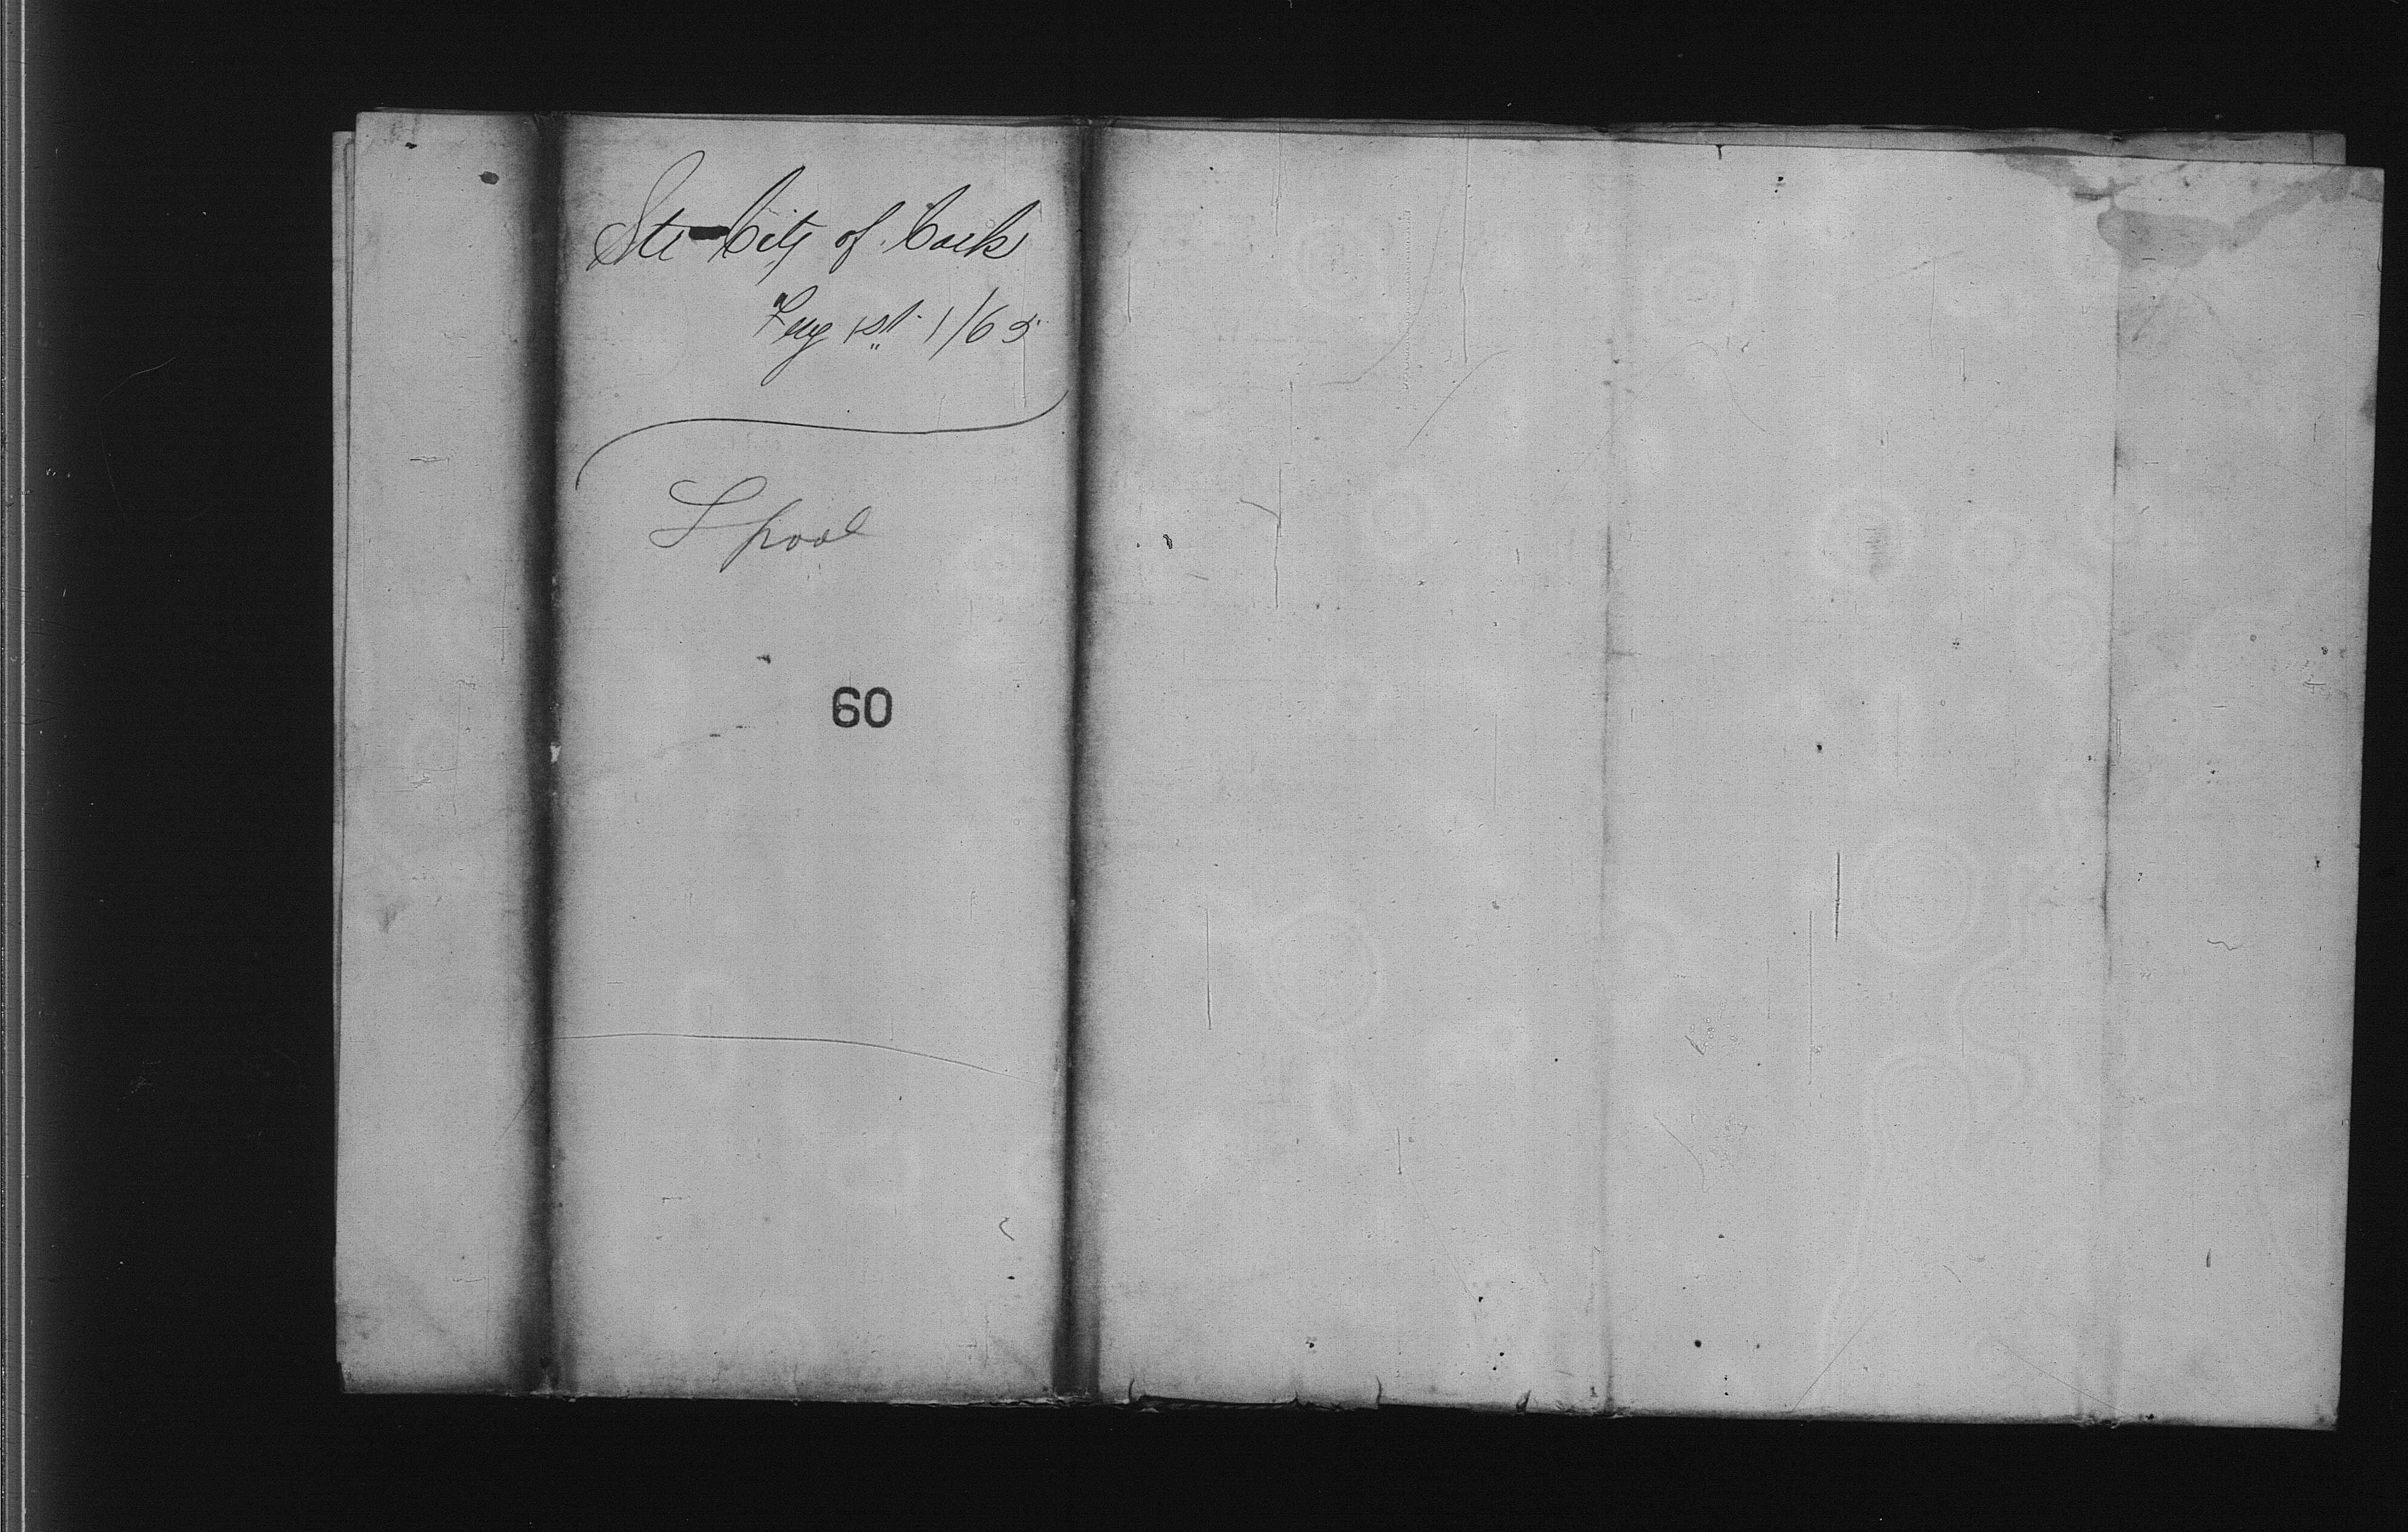 Str City of Cork
Aug 1st 1/65
L pool
60